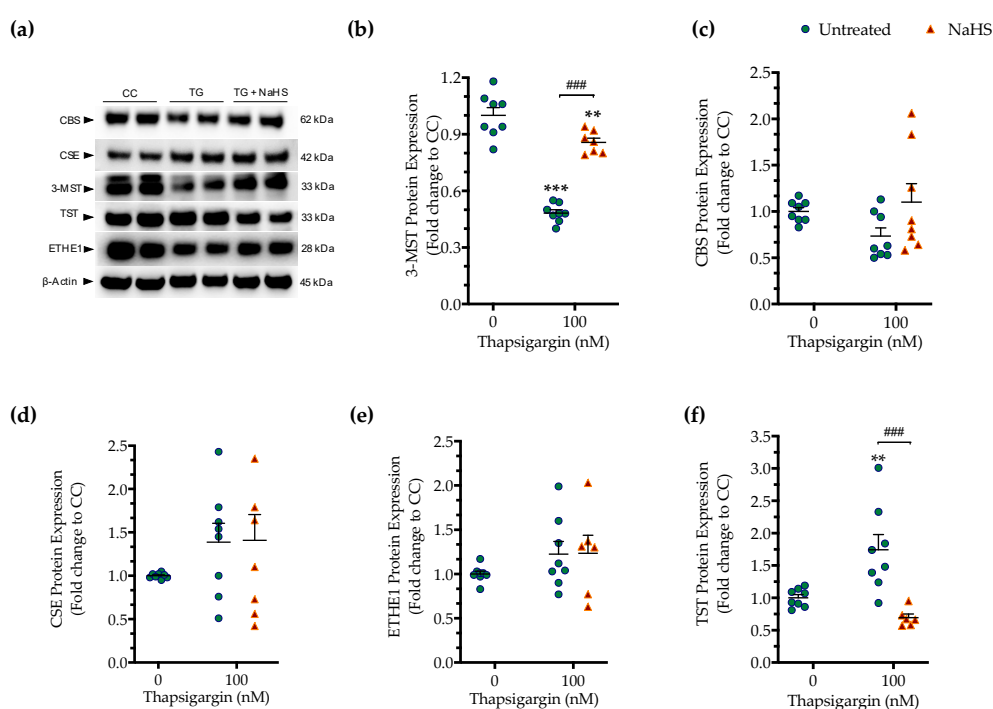 (a)
(b)
(c)
Untreated
NaHS
CC
TG
TG + NaHS
CBS
62 kDa
CSE
42 kDa
3-MST
33 kDa
TST
33 kDa
ETHE1
28 kDa
β-Actin
45 kDa
3-MST Protein Expression
(Fold change to CC)
1.2
0.9
0.6
0.3
0.0
***
###
**
0
100
Thapsigargin (nM)
CBS Protein Expression
(Fold change to CC)
2.5
2.0
1.5
1.0
0.5
0.0
0
100
Thapsigargin (nM)
(d)
(e)
(f)
CSE Protein Expression
(Fold change to CC)
2.5
2.0
1.5
1.0
0.5
0.0
0
100
Thapsigargin (nM)
ETHE1 Protein Expression
(Fold change to CC)
2.5
2.0
1.5
1.0
0.5
0.0
0
100
Thapsigargin (nM)
TST Protein Expression
(Fold change to CC)
3.5
3.0
2.5
2.0
1.5
1.0
0.5
0.0
**
###
0
100
Thapsigargin (nM)